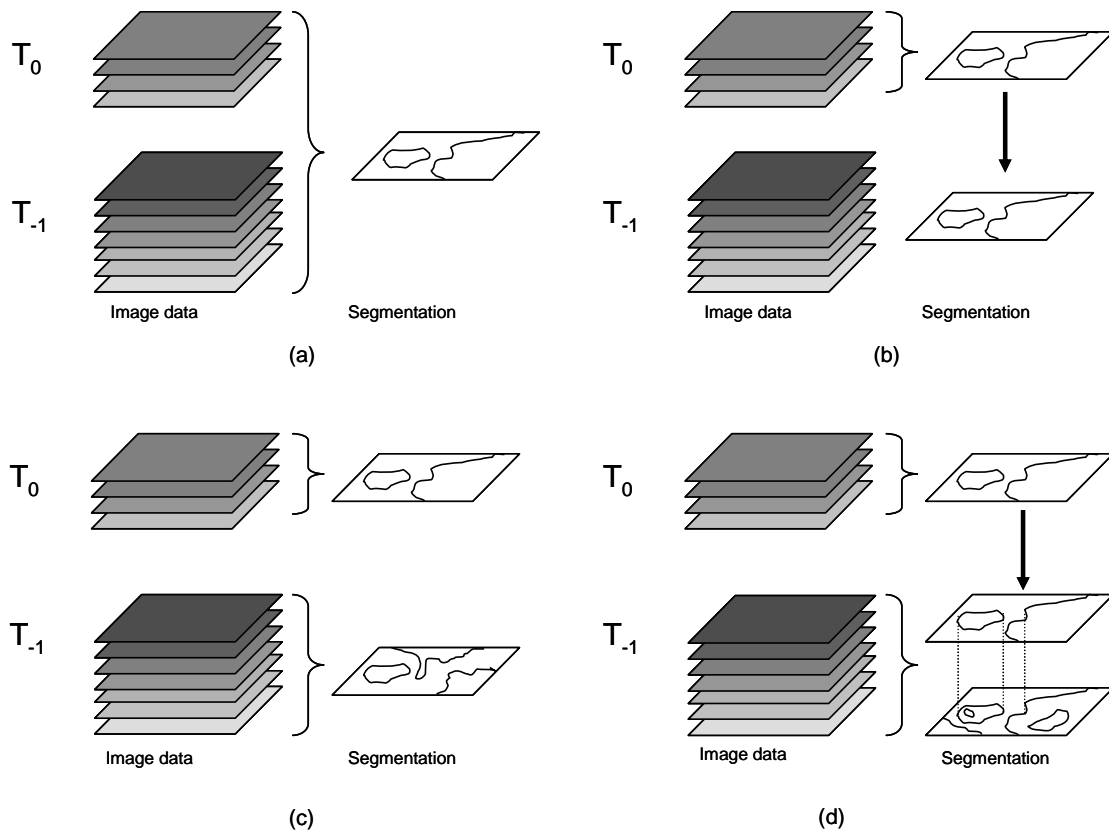 T0
T-1
Image data Segmentation
(a)
T0
T-1
Image data Segmentation
(b)
T0
T-1
Image data Segmentation
(c)
T0
T-1
Image data Segmentation
(d)